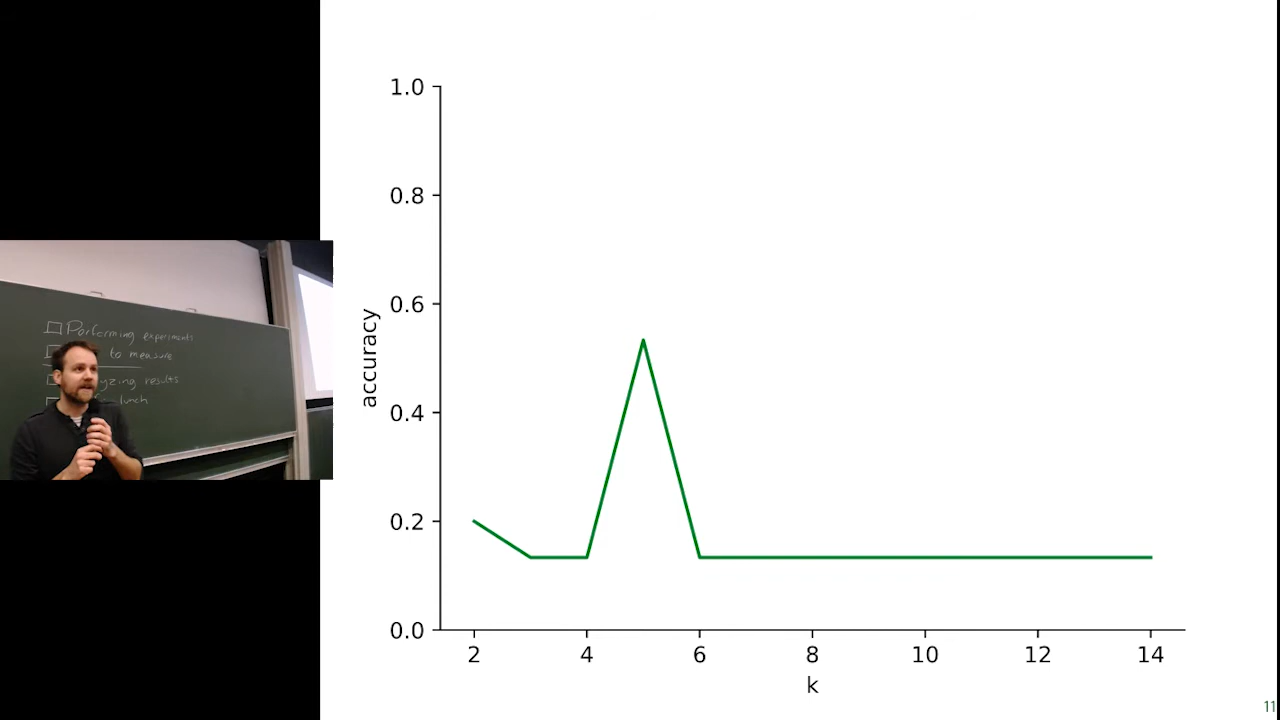 1.0
0.8
0.6
0.4
0.2
0.0
accuracy
2 4 6 8 10 12 14
k
11
Performing experiments
to measure
yzing results
lunch